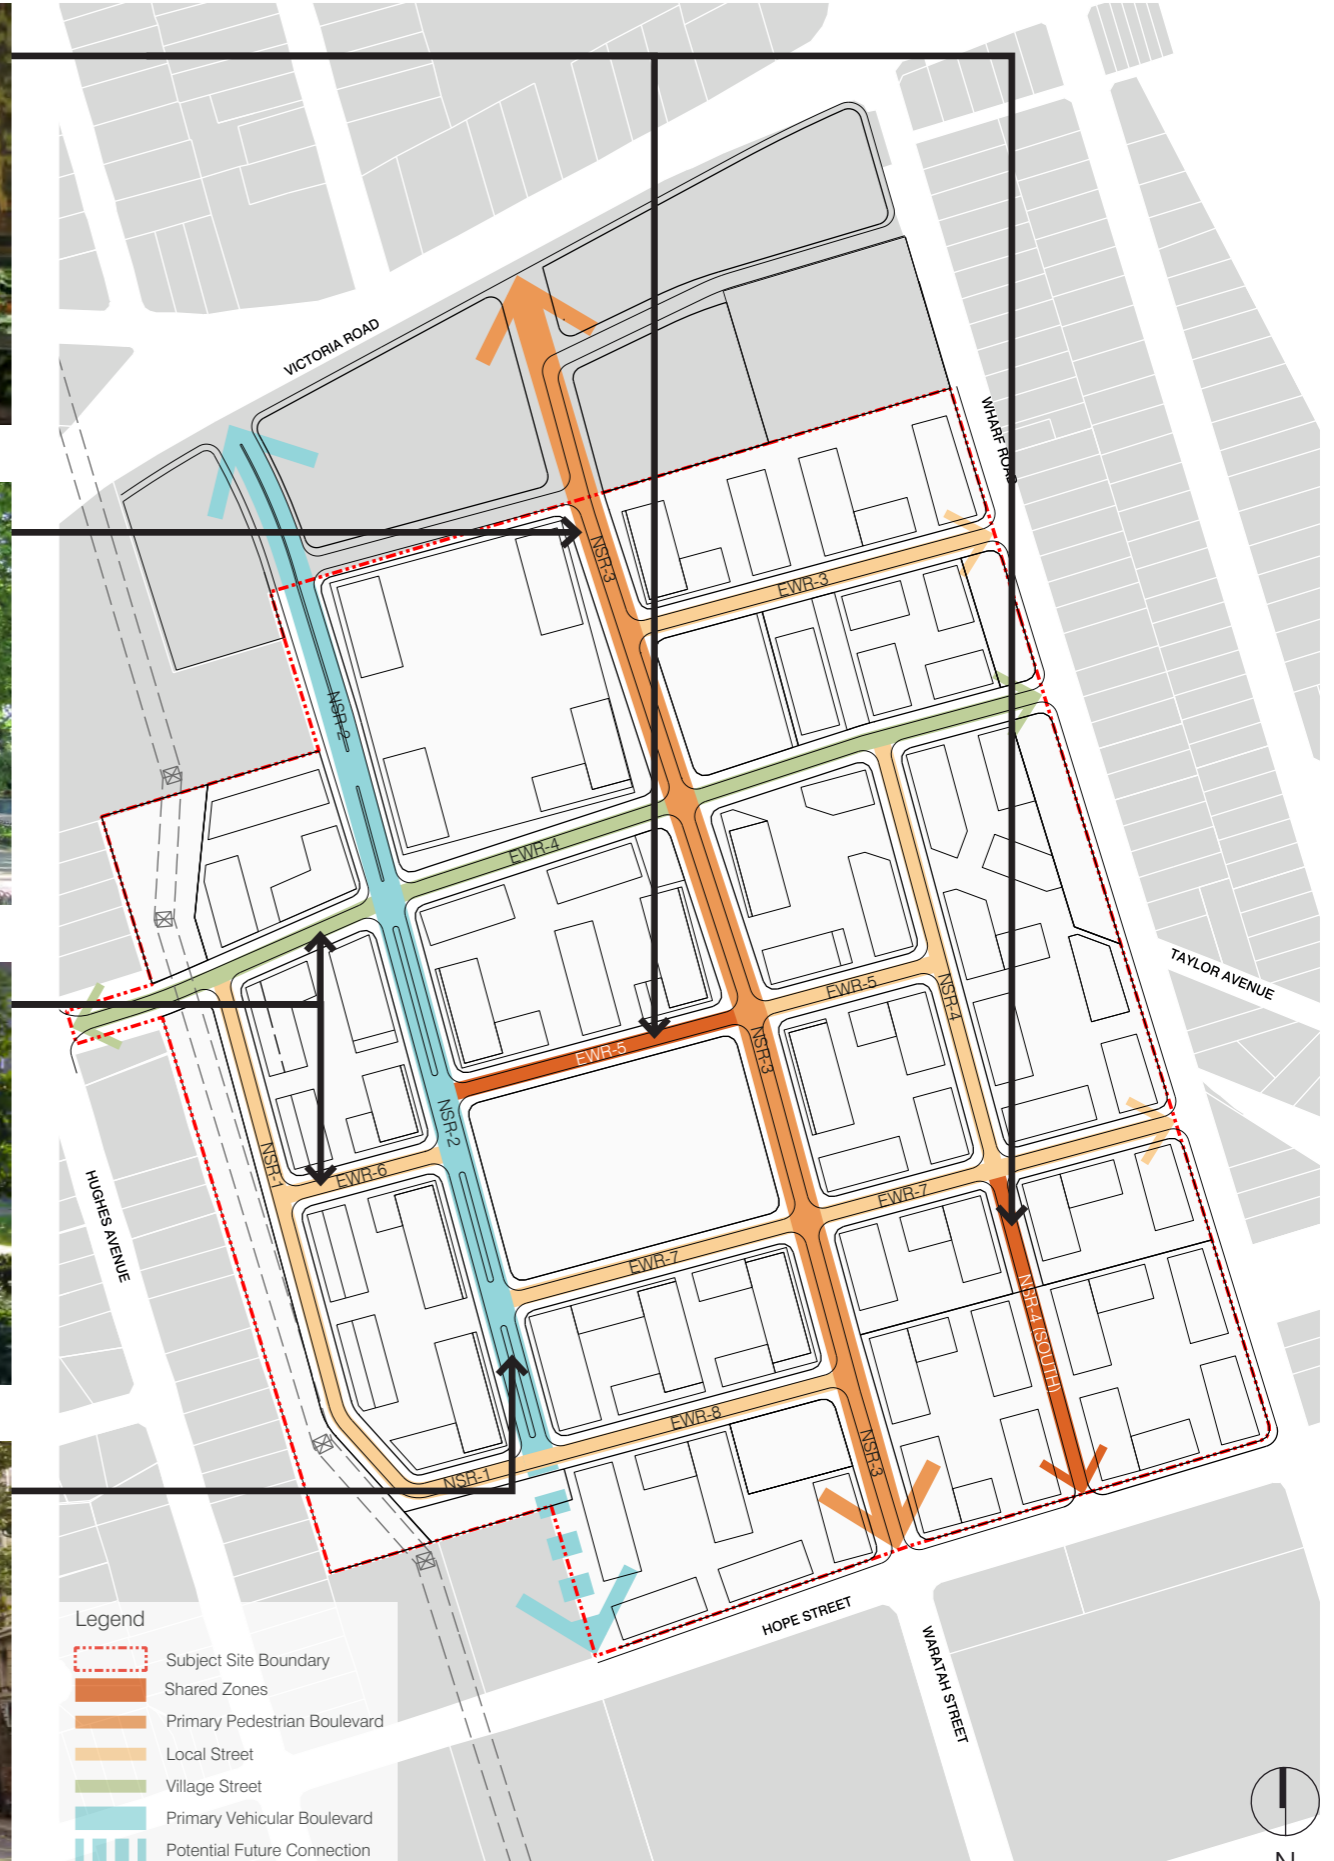 VICTORIA ROAD
WHARF ROAD
NSR-3
EWR-3
NSR-2
EWR-4
TAYLOR AVENUE
EWR-5
NSR-4
EWR-5
NSR-3
NSR-2
NSR-1
EWR-6
HUGHES AVENUE
EWR-7
EWR-7
NSR-4 (SOUTH)
EWR-8
NSR-3
NSR-1
HOPE STREET
WARATAH STREET
Legend
Subject Site Boundary
Shared Zones
Primary Pedestrian Boulevard
Local Street
Village Street
Primary Vehicular Boulevard
Potential Future Connection
N